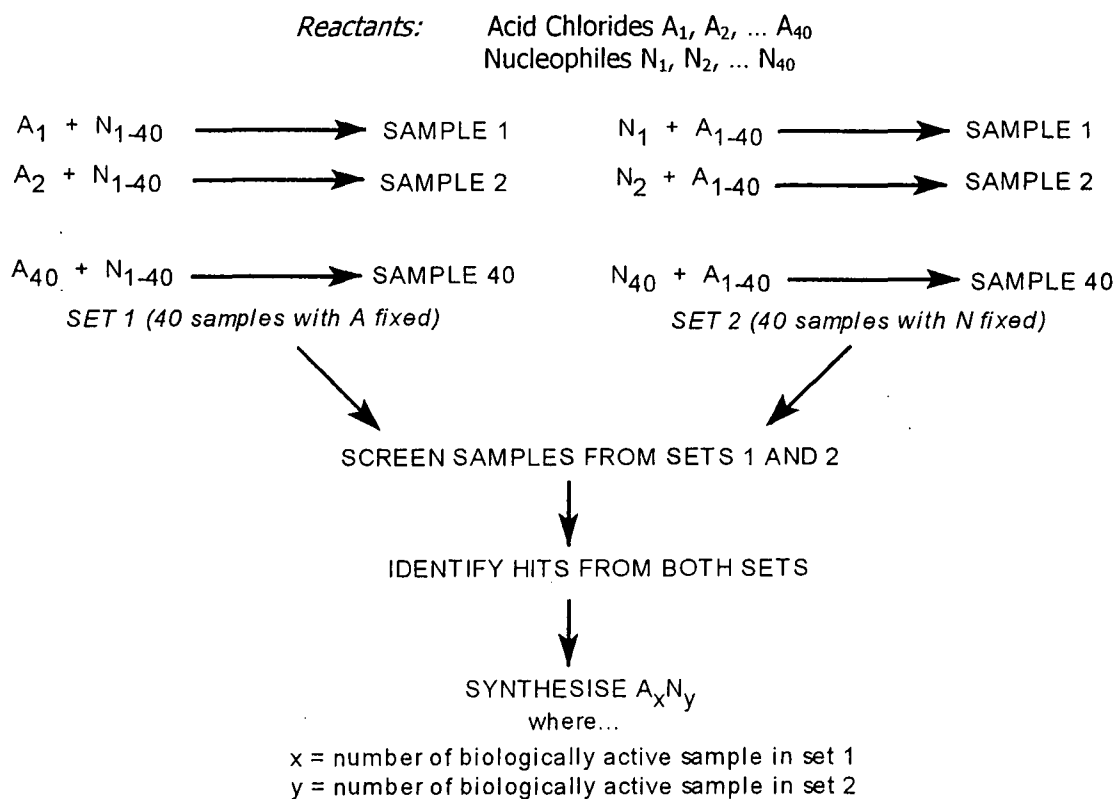 Reactants: Acid Chlorides A₁, A₂, ... A₄₀
Nucleophiles N₁, N₂, ... N₄₀
A₁ + N₁₋₄₀ SAMPLE 1
A₂ + N₁₋₄₀ SAMPLE 2
A₄₀ + N₁₋₄₀ SAMPLE 40
SET 1 (40 samples with A fixed)
N₁ + A₁₋₄₀ SAMPLE 1
N₂ + A₁₋₄₀ SAMPLE 2
N₄₀ + A₁₋₄₀ SAMPLE 40
SET 2 (40 samples with N fixed)
SCREEN SAMPLES FROM SETS 1 AND 2
IDENTIFY HITS FROM BOTH SETS
SYNTHESISE AₓNᵧ
where...
x = number of biologically active sample in set 1
y = number of biologically active sample in set 2